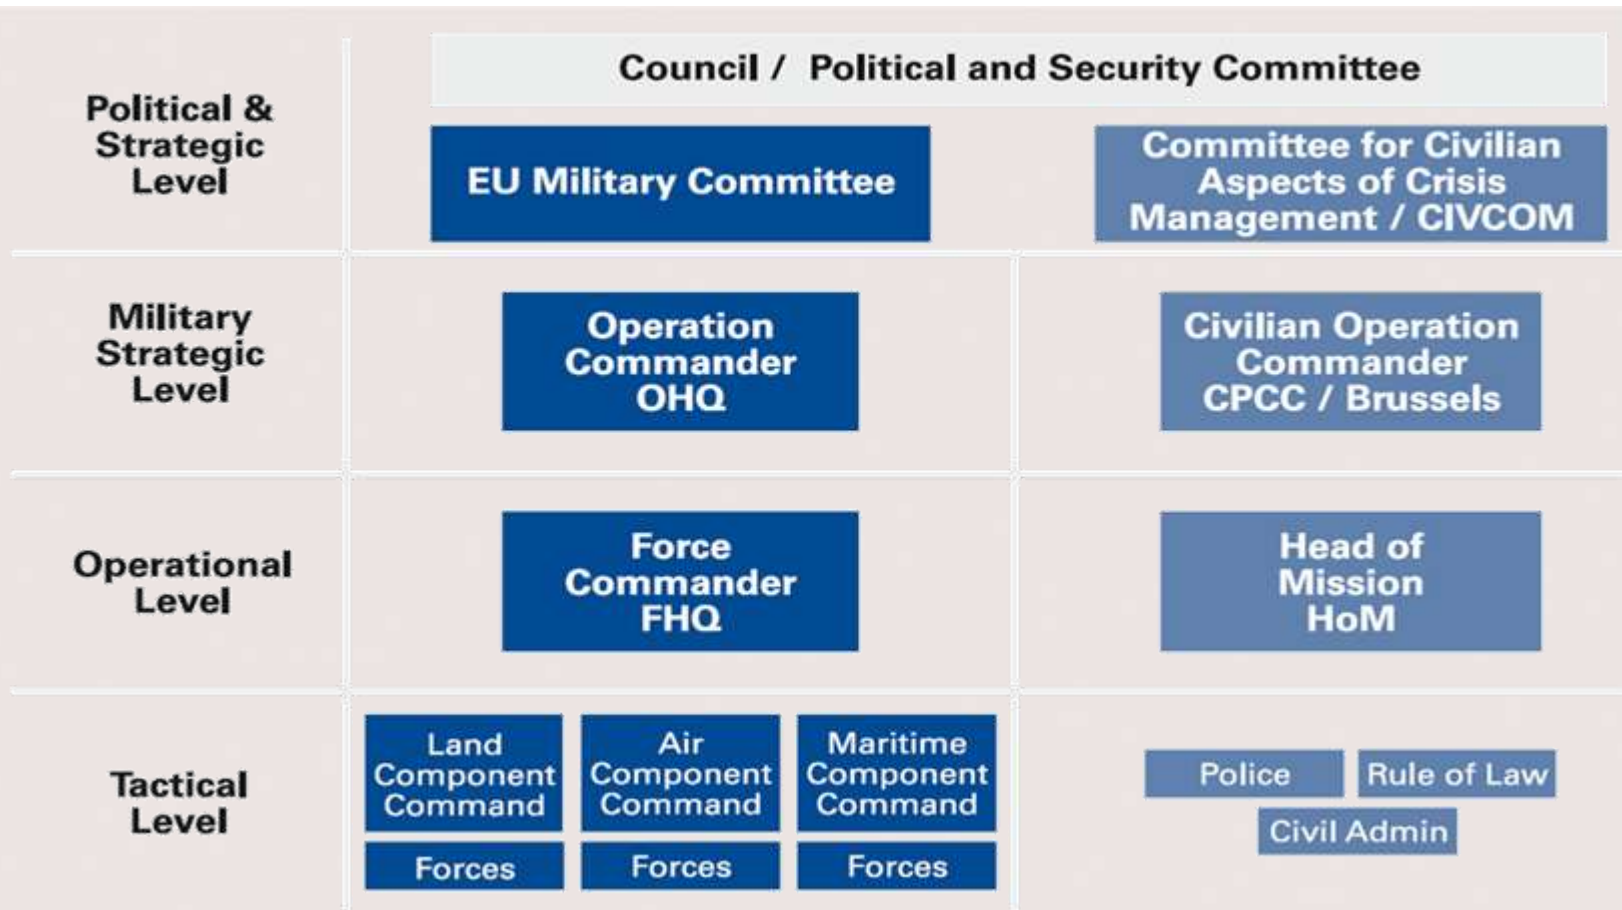 Council / Political and Security Committee
Political &
Strategic
Level
EU Military Committee
Committee for Civilian
Aspects of Crisis
Management / CIVCOM
Military
Strategic
Level
Operation
Commander
OHQ
Civilian Operation
Commander
CPCC / Brussels
Operational
Level
Force
Commander
FHQ
Head of
Mission
HoM
Tactical
Level
Land
Component
Command
Forces
Air
Component
Command
Forces
Maritime
Component
Command
Forces
Police
Rule of Law
Civil Admin